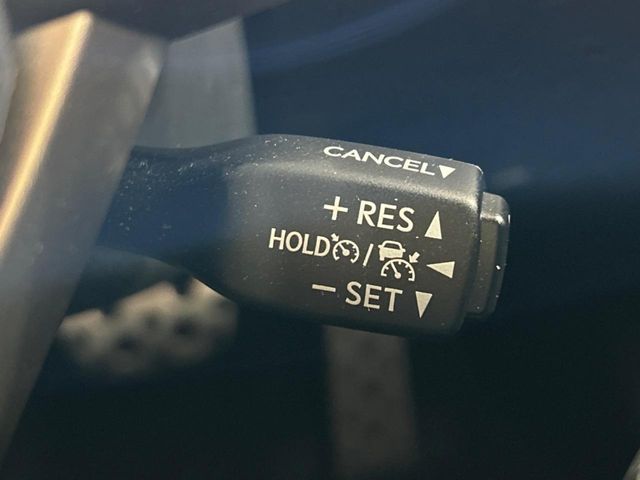 CANCEL▼
+ RES ▲
HOLD / ◀
− SET ▼